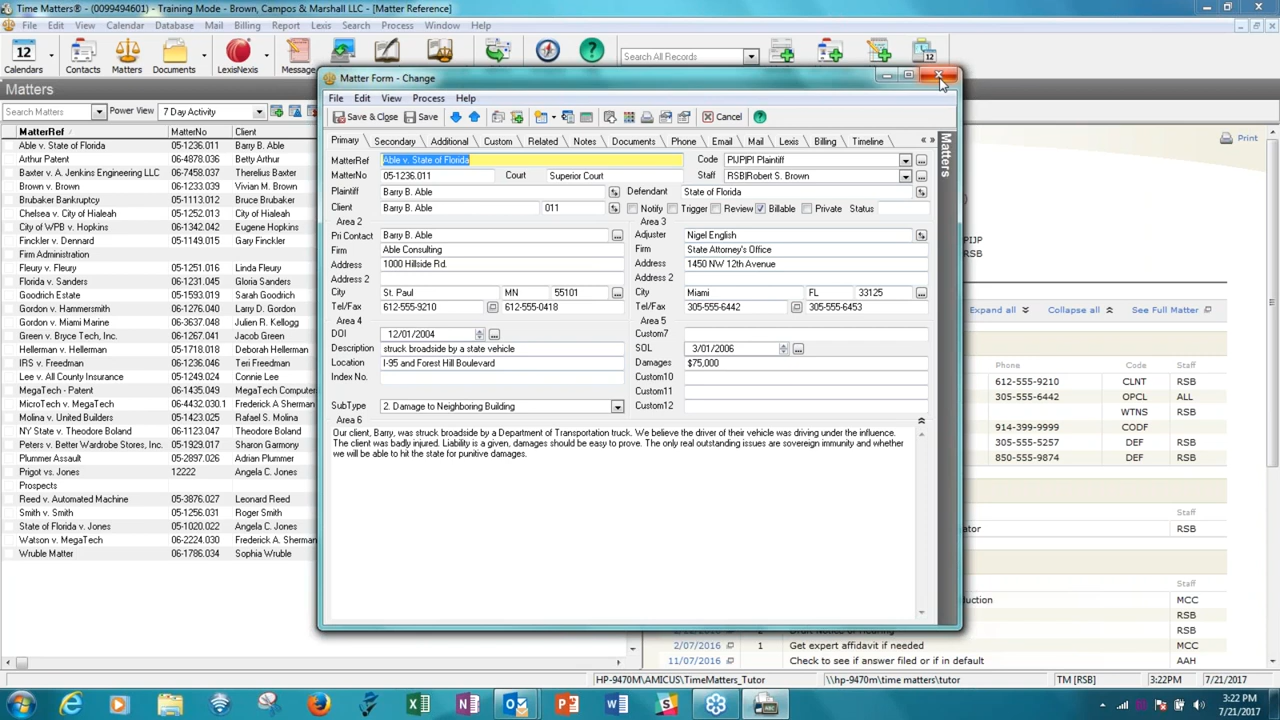 Time Matters® - (0099494601) - Training Mode - Brown, Campos & Marshall LLC - [Matter Reference]
File Edit View Calendar Database Mail Billing Report Lexis Search Process Window Help
12
Search All Records
12
Calendars Contacts Matters Documents LexisNexis Message
Matters
Search Matters Power View 7 Day Activity
Print
MatterRef MatterNo Client
Able v. State of Florida 05-1236.011 Barry B. Able
Arthur Patent 06-4878.036 Betty Arthur
Baxter v. A. Jenkins Engineering LLC 06-7459.037 Therelius Baxter
Brown v. Brown 06-1233.039 Vivian M. Brown
Brubaker Bankruptcy 05-1113.012 Bruce Brubaker
Chelsea v. City of Hialeah 05-1252.013 City of Hialeah
City of WPB v. Hopkins 06-1246.032 City of WPB
Finckler v. Dennard 05-1149.015 Gary Finckler
Firm Administration
Fleury v. Fleury 05-1251.016 Linda Fleury
Florida v. Sanders 06-1231.045 Gloria Sanders
Goodrich Estate 05-1593.019 Sarah Goodrich
Gordon v. Hammersmith 06-1276.040 Larry D. Gordon
Gordon v. Miami Marine 06-3637.048 Julien R. Kellogg
Green v. Bryce Tech, Inc. 06-1267.041 Jacob Green
Hellerman v. Hellerman 05-1718.018 Deborah Hellerman
IRS v. Freedman 06-1262.026 Teri Freedman
Lee v. All County Insurance 05-1249.024 Connie Lee
MegaTech - Patent 06-1435.049 MegaTech Computers
MicroTech v. MegaTech 06-4432.030.1 Frederick A. Sherman
Molina v. United Builders 05-1429.023 Rafael S. Molina
NY State v. Theodore Boland 06-1123.047 Theodore Boland
Peters v. Better Wardrobe Stores, Inc. 05-1829.027 Sharon Garmony
Plummer Assault 05-2897.026 Adrian Plummer
Prigot vs. Jones 12222 Angela C. Jones
Prospects
Reed v. Automated Machine 05-3876.027 Leonard Reed
Smith v. Smith 05-1256.031 Roger Smith
State of Florida v. Jones 05-1020.022 Angela C. Jones
Watson v. MegaTech 06-2224.030 Frederick A. Sherman
Wruble Matter 06-1786.034 Sophia Wruble
Matter Form - Change
File Edit View Process Help
Save & Close Save Cancel
Primary Secondary Additional Custom Related Notes Documents Phone Email Mail Lexis Billing Timeline
Matters
MatterRef Able v. State of Florida Code PIJP|PI Plaintiff
MatterNo 05-1236.011 Court Superior Court Staff RSB|Robert S. Brown
Plaintiff Barry B. Able Defendant State of Florida
Client Barry B. Able 011 Notify Trigger Review Billable Private Status
Area 2 Area 3
Pri Contact Barry B. Able Adjuster Nigel English
Firm Able Consulting Firm State Attorney's Office
Address 1000 Hillside Rd. Address 1450 NW 12th Avenue
Address 2 Address 2
City St. Paul MN 55101 City Miami FL 33125
Tel/Fax 612-555-9210 612-555-0418 Tel/Fax 305-555-6442 305-555-6453
Area 4 Area 5
DOI 12/01/2004 Custom7
Description struck broadside by a state vehicle SOL 3/01/2006
Location I-95 and Forest Hill Boulevard Damages $75,000
Index No. Custom10
Custom11
SubType 2. Damage to Neighboring Building Custom12
Area 6
Our client, Barry, was struck broadside by a Department of Transportation truck. We believe the driver of their vehicle was driving under the influence.
The client was badly injured. Liability is a given, damages should be easy to prove. The only real outstanding issues are sovereign immunity and whether
we will be able to hit the state for punitive damages.
PIJP
RSB
Expand all Collapse all See Full Matter
Phone Code Staff
612-555-9210 CLNT RSB
305-555-6442 OPCL ALL
WTNS RSB
914-399-9999 CODF
305-555-5257 DEF RSB
850-555-9874 DEF RSB
Staff
RSB
Staff
MCC
RSB
RSB
2/07/2016 1 Get expert affidavit if needed MCC
11/07/2016 Check to see if answer filed or if in default AAH
HP-9470M\AMICUS\TimeMatters_Tutor \\hp-9470m\time matters\tutor TM [RSB] 3:22PM 7/21/2017
3:22 PM
7/21/2017